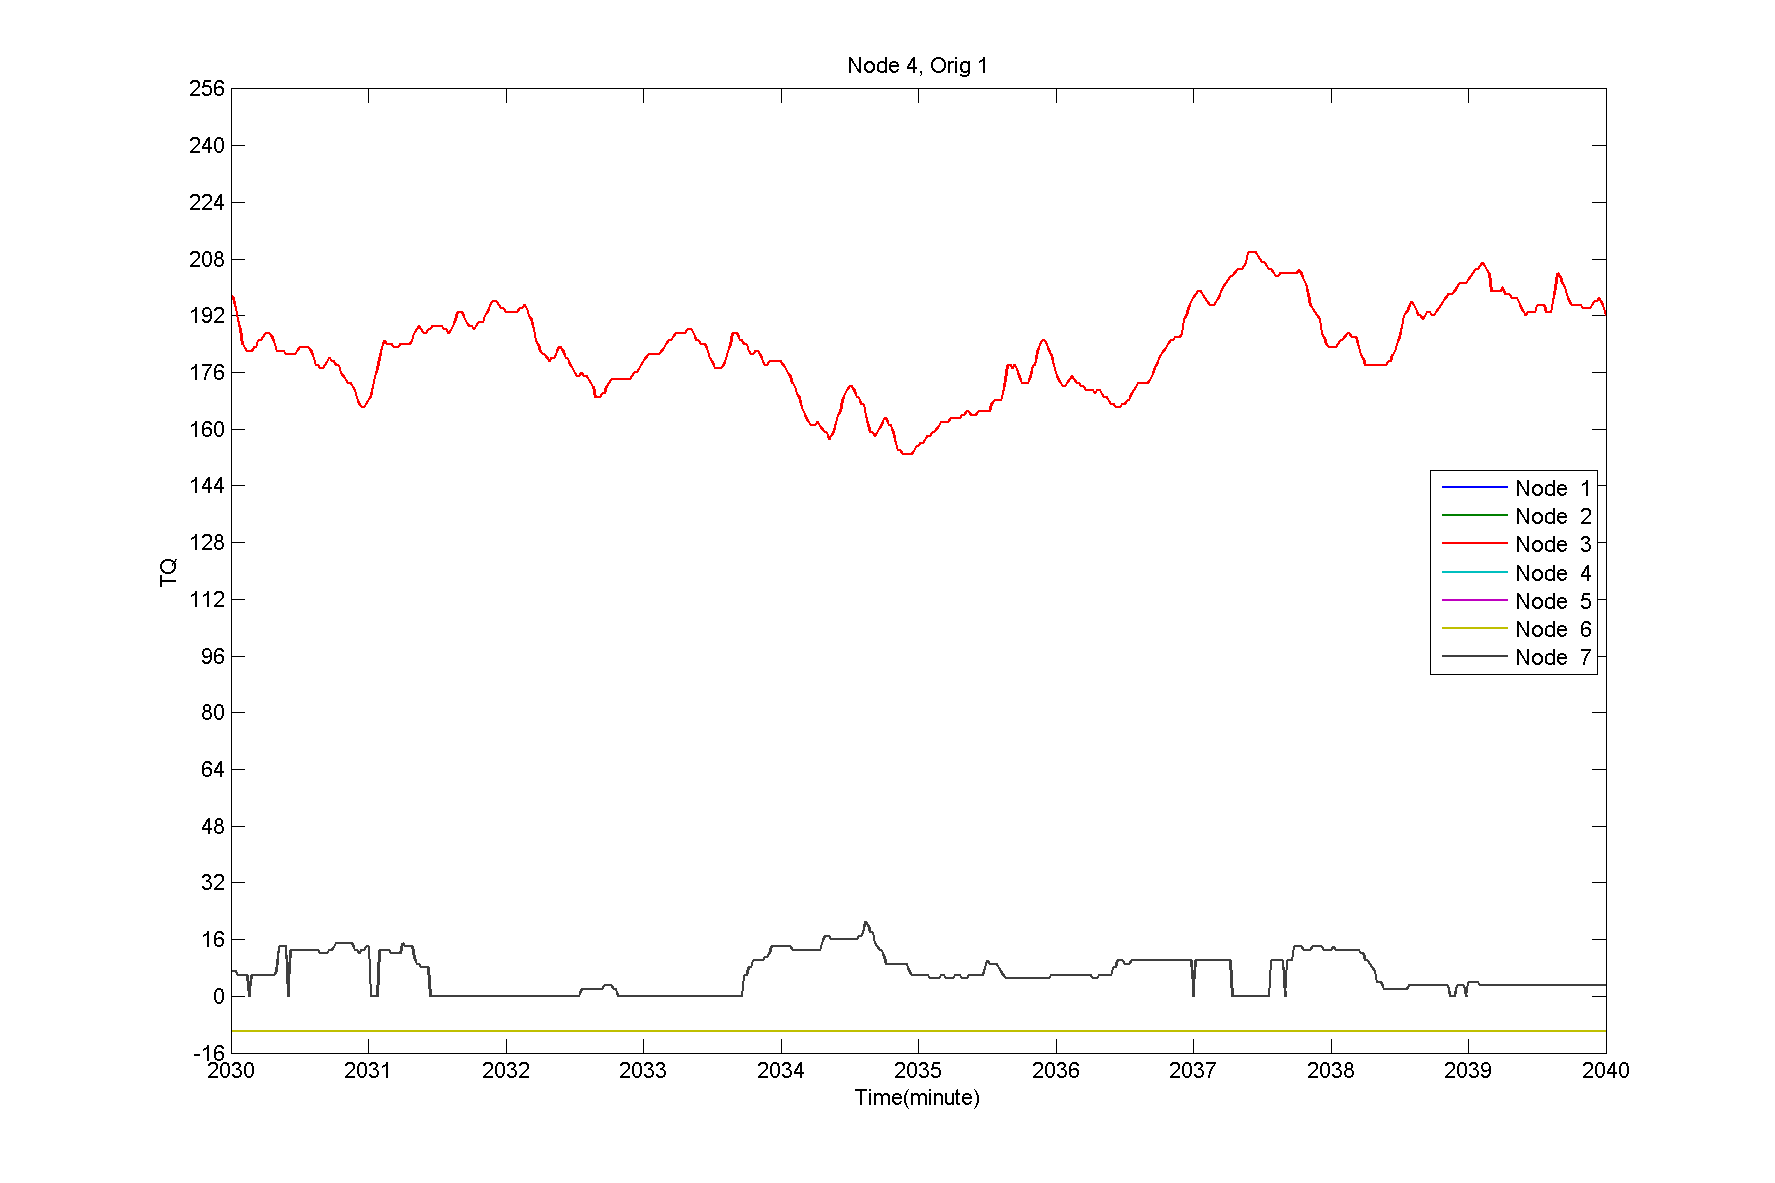 Node 4, Orig 1
256
240
224
208
192
176
160
144
128
112
96
80
64
48
32
16
0
-16
TQ
Node 1
Node 2
Node 3
Node 4
Node 5
Node 6
Node 7
2030 2031 2032 2033 2034 2035 2036 2037 2038 2039 2040
Time(minute)